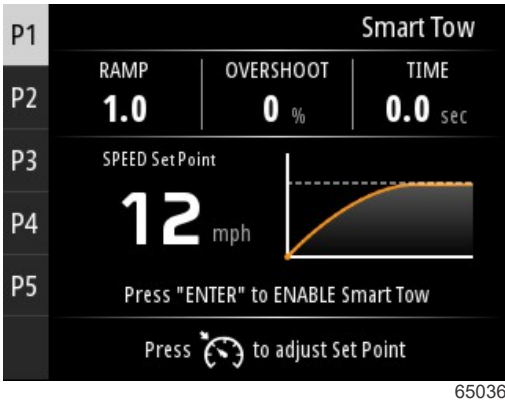 P1
Smart Tow
RAMP OVERSHOOT TIME
1.0 0 % 0.0 sec
P2
P3
SPEED Set Point
P4
12 mph
P5
Press "ENTER" to ENABLE Smart Tow
Press to adjust Set Point
65036